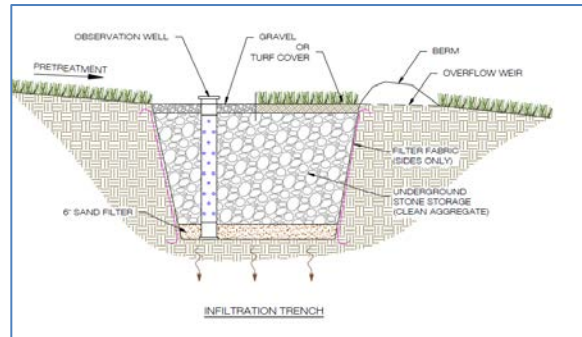 OBSERVATION WELL
GRAVEL
OR
TURF COVER
BERM
PRETREATMENT
OVERFLOW WEIR
FILTER FABRIC
(SIDES ONLY)
UNDERGROUND
STONE STORAGE
(CLEAN AGGREGATE)
6" SAND FILTER
INFILTRATION TRENCH